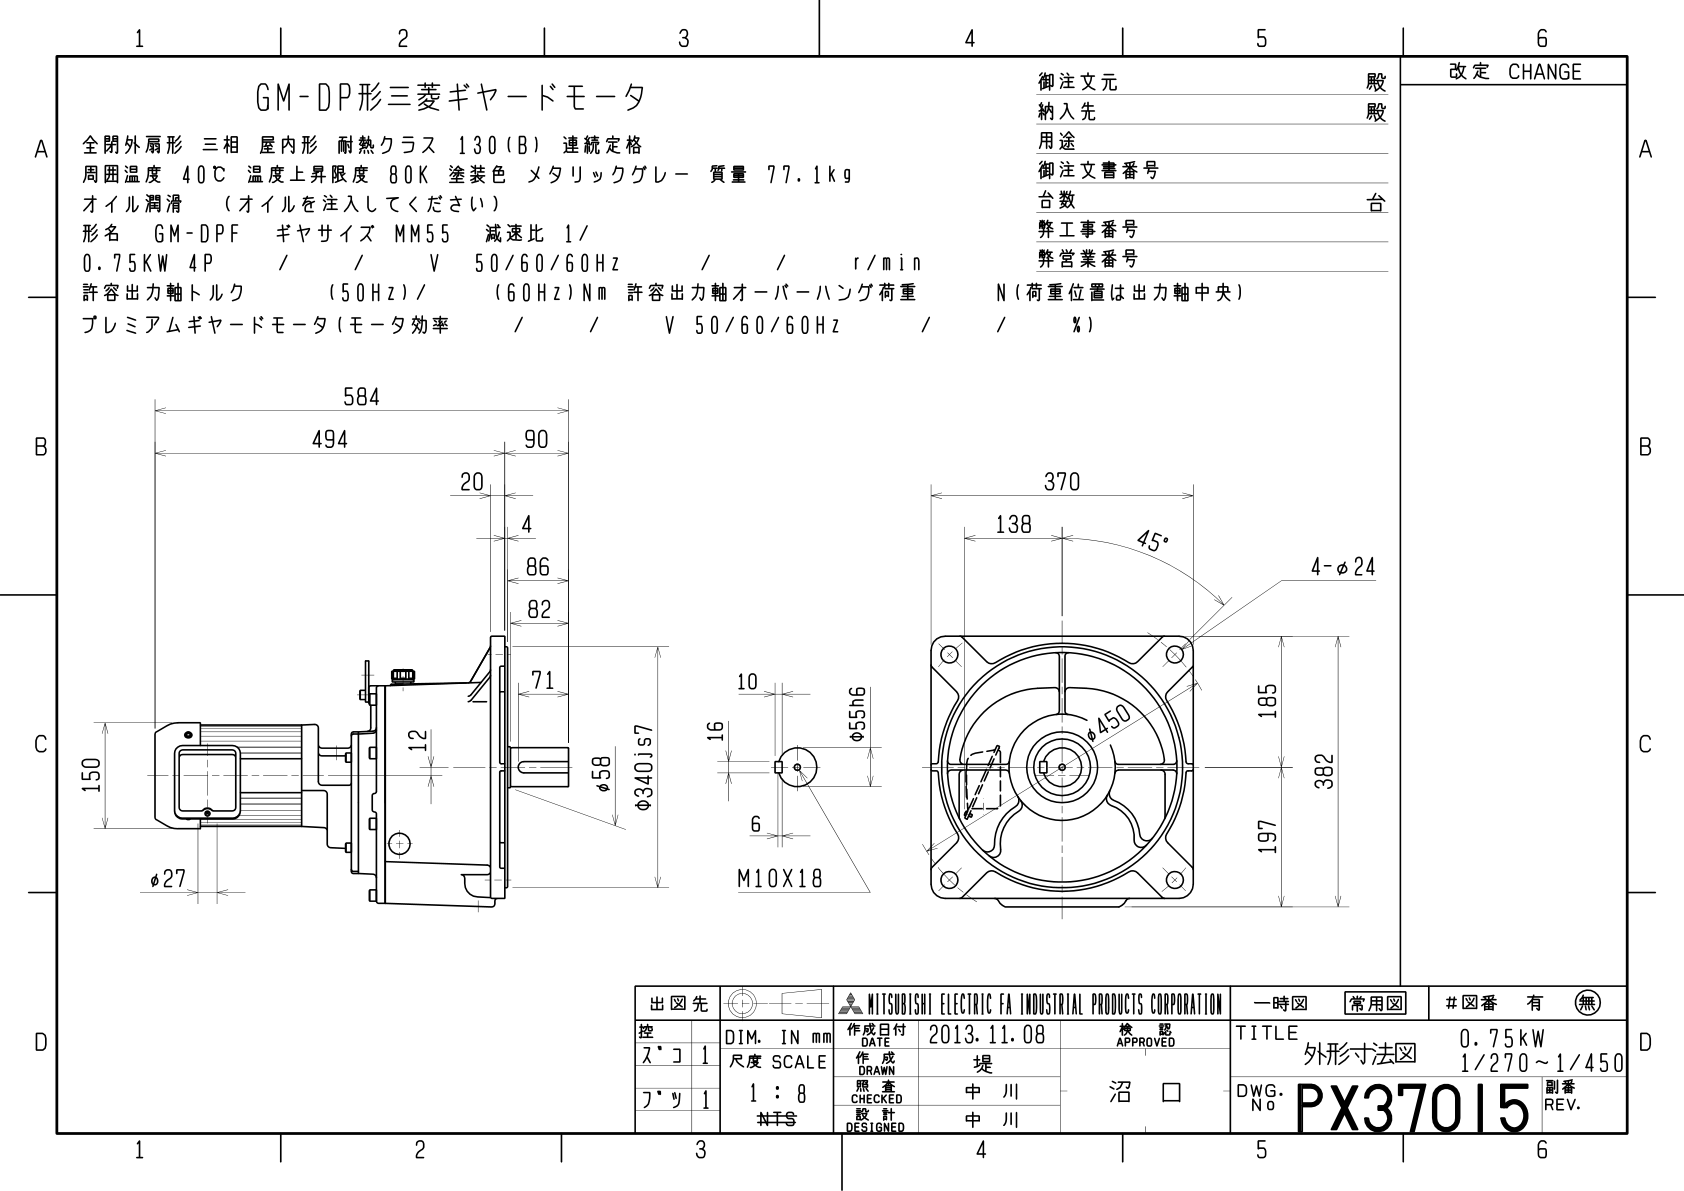 1 2 3 4 5 6
改定 CHANGE
GM-DP形三菱ギヤードモータ
全閉外扇形 三相 屋内形 耐熱クラス 130(B) 連続定格
周囲温度 40℃ 温度上昇限度 80K 塗装色 メタリックグレー 質量 77.1kg
オイル潤滑 (オイルを注入してください)
形名 GM-DPF ギヤサイズ MM55 減速比 1/
0.75KW 4P / / V 50/60/60Hz / / r/min
許容出力軸トルク (50Hz)/ (60Hz)Nm 許容出力軸オーバーハング荷重 N(荷重位置は出力軸中央)
プレミアムギヤードモータ(モータ効率 / / V 50/60/60Hz / / %)
御注文元 殿
納入先 殿
用途
御注文書番号
台数 台
弊工事番号
弊営業番号
A A
B B
C C
D D
584
494 90
20
4
86
82
71
12
150
φ27
φ58
Φ340js7
10
16
Φ55h6
6
M10X18
370
138
45°
4-φ24
φ450
185
382
197
出図先
控
ズコ 1
ブツ 1
DIM. IN mm
尺度 SCALE
1 : 8
NTS
MITSUBISHI ELECTRIC FA INDUSTRIAL PRODUCTS CORPORATION
作成日付 DATE 2013.11.08
検認 APPROVED
作成 DRAWN 堤
照査 CHECKED 中川
沼口
設計 DESIGNED 中川
一時図 常用図 #図番 有 無
TITLE 外形寸法図 0.75kW
1/270~1/450
DWG. No PX37015 副番 REV.
1 2 3 4 5 6